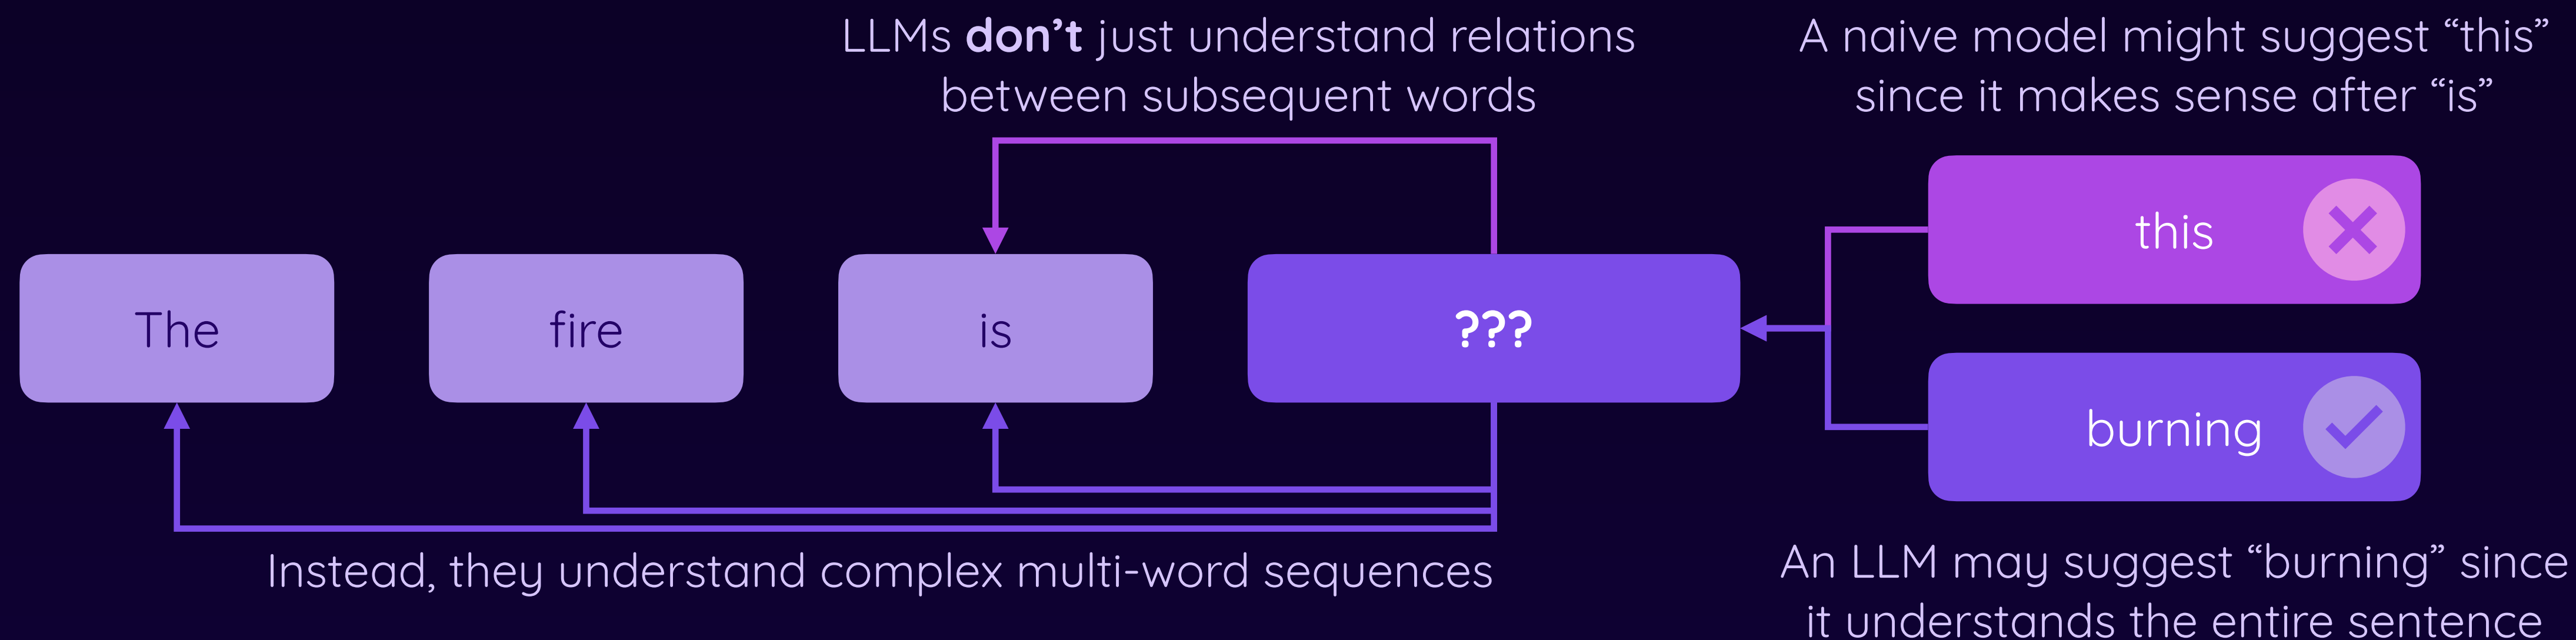 LLMs don’t just understand relations
between subsequent words
A naive model might suggest “this”
since it makes sense after “is”
The
fire
is
???
this
burning
Instead, they understand complex multi-word sequences
An LLM may suggest “burning” since
it understands the entire sentence